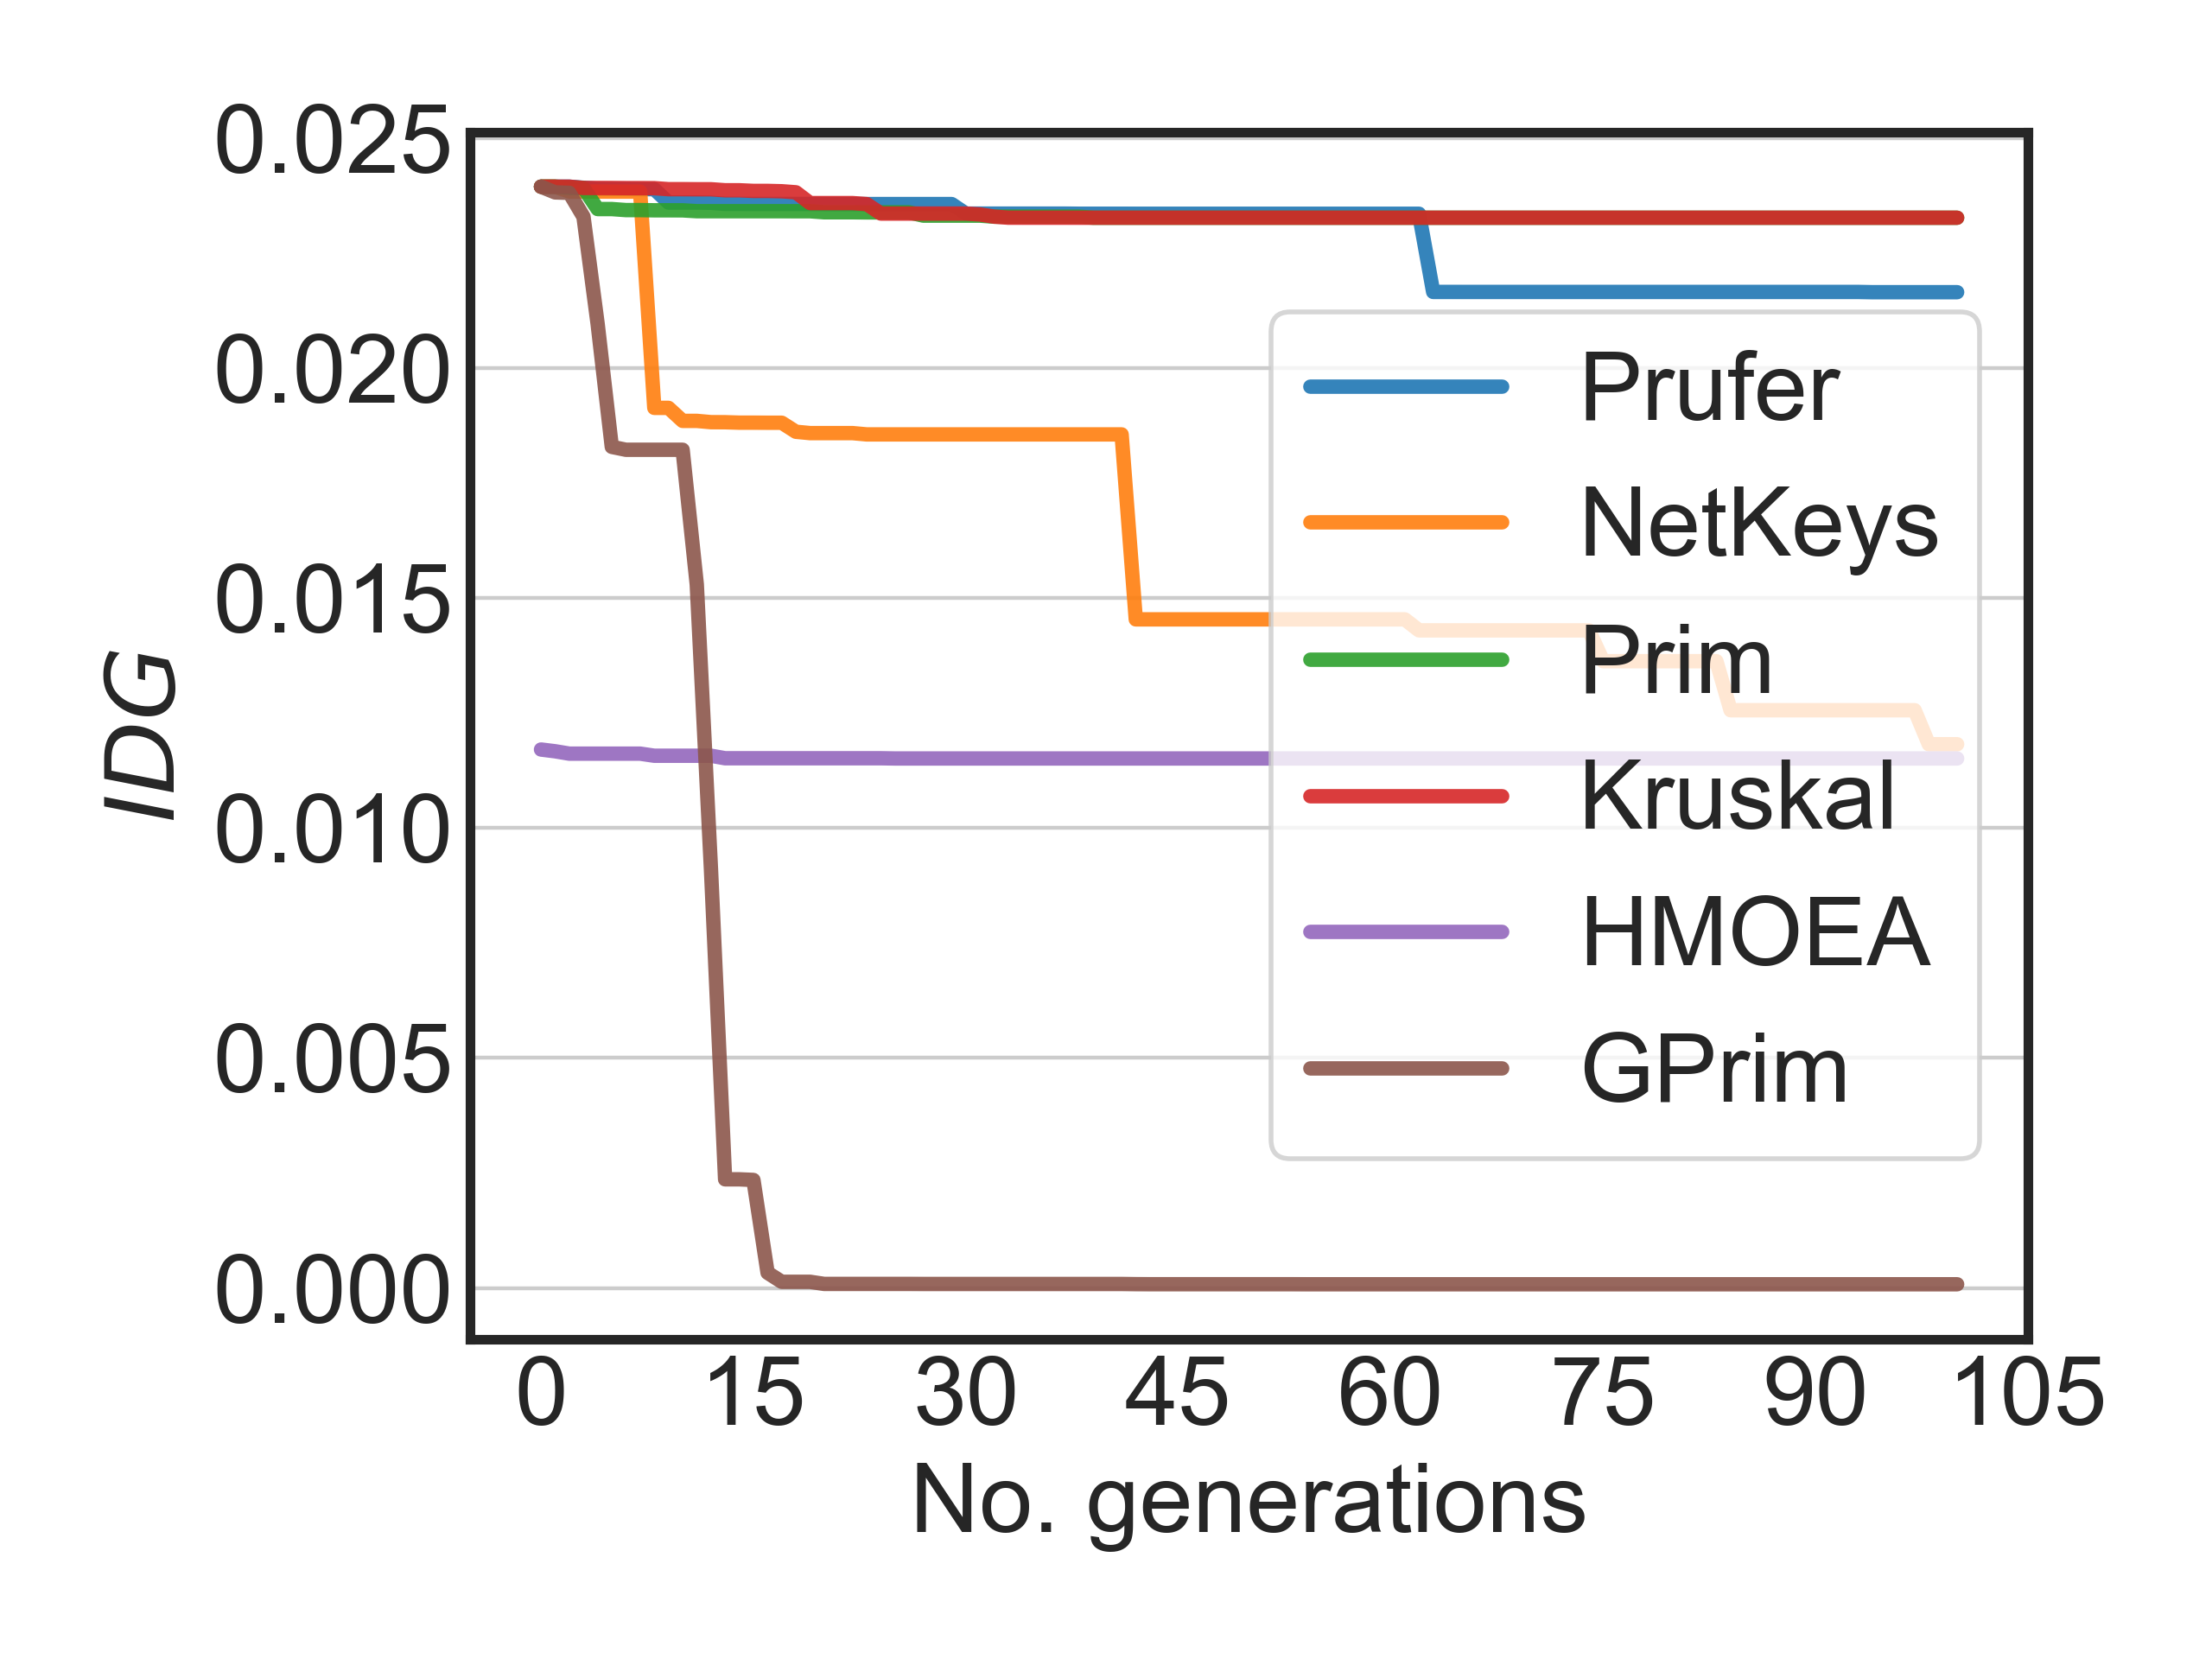 0.025
0.020
0.015
0.010
0.005
0.000
IDG
0 15 30 45 60 75 90 105
No. generations
Prufer
NetKeys
Prim
Kruskal
HMOEA
GPrim